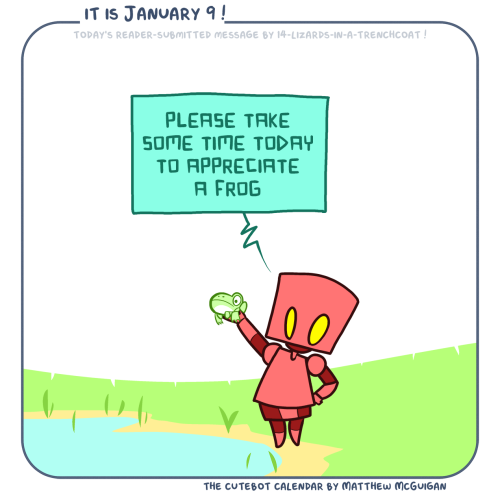 IT IS JANUARY 9!
TODAY'S READER-SUBMITTED MESSAGE BY 14-LIZARDS-IN-A-TRENCHCOAT!
PLEASE TAKE
SOME TIME TODAY
TO APPRECIATE
A FROG
THE CUTEBOT CALENDAR BY MATTHEW MCGUIGAN